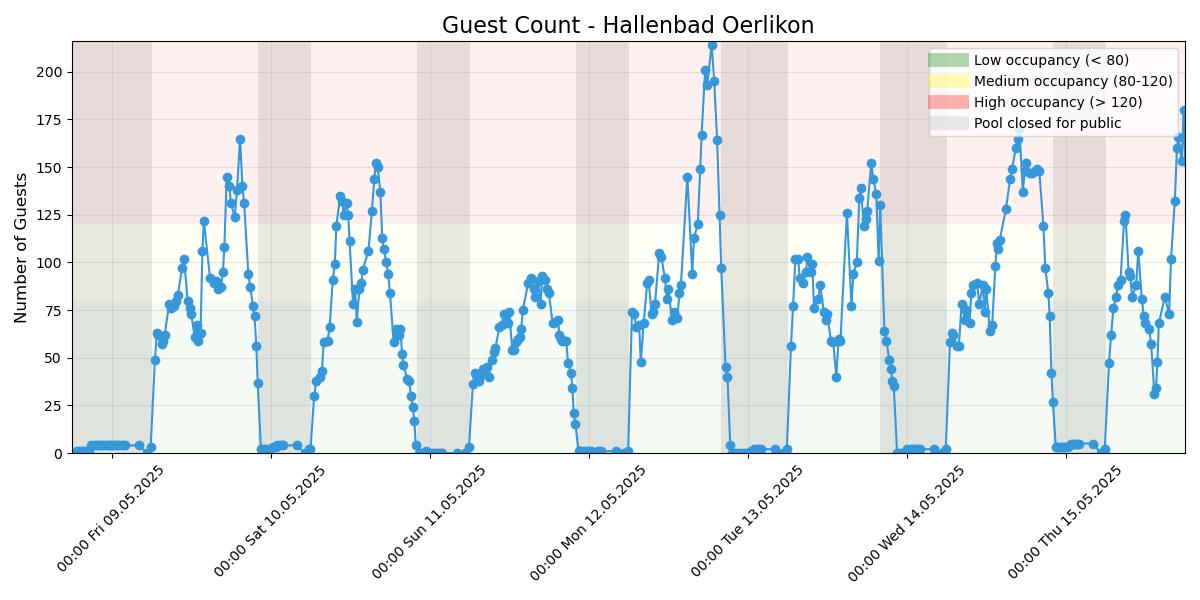 Guest Count - Hallenbad Oerlikon
Number of Guests
200
175
150
125
100
75
50
25
0
Low occupancy (< 80)
Medium occupancy (80-120)
High occupancy (> 120)
Pool closed for public
00:00 Fri 09.05.2025
00:00 Sat 10.05.2025
00:00 Sun 11.05.2025
00:00 Mon 12.05.2025
00:00 Tue 13.05.2025
00:00 Wed 14.05.2025
00:00 Thu 15.05.2025